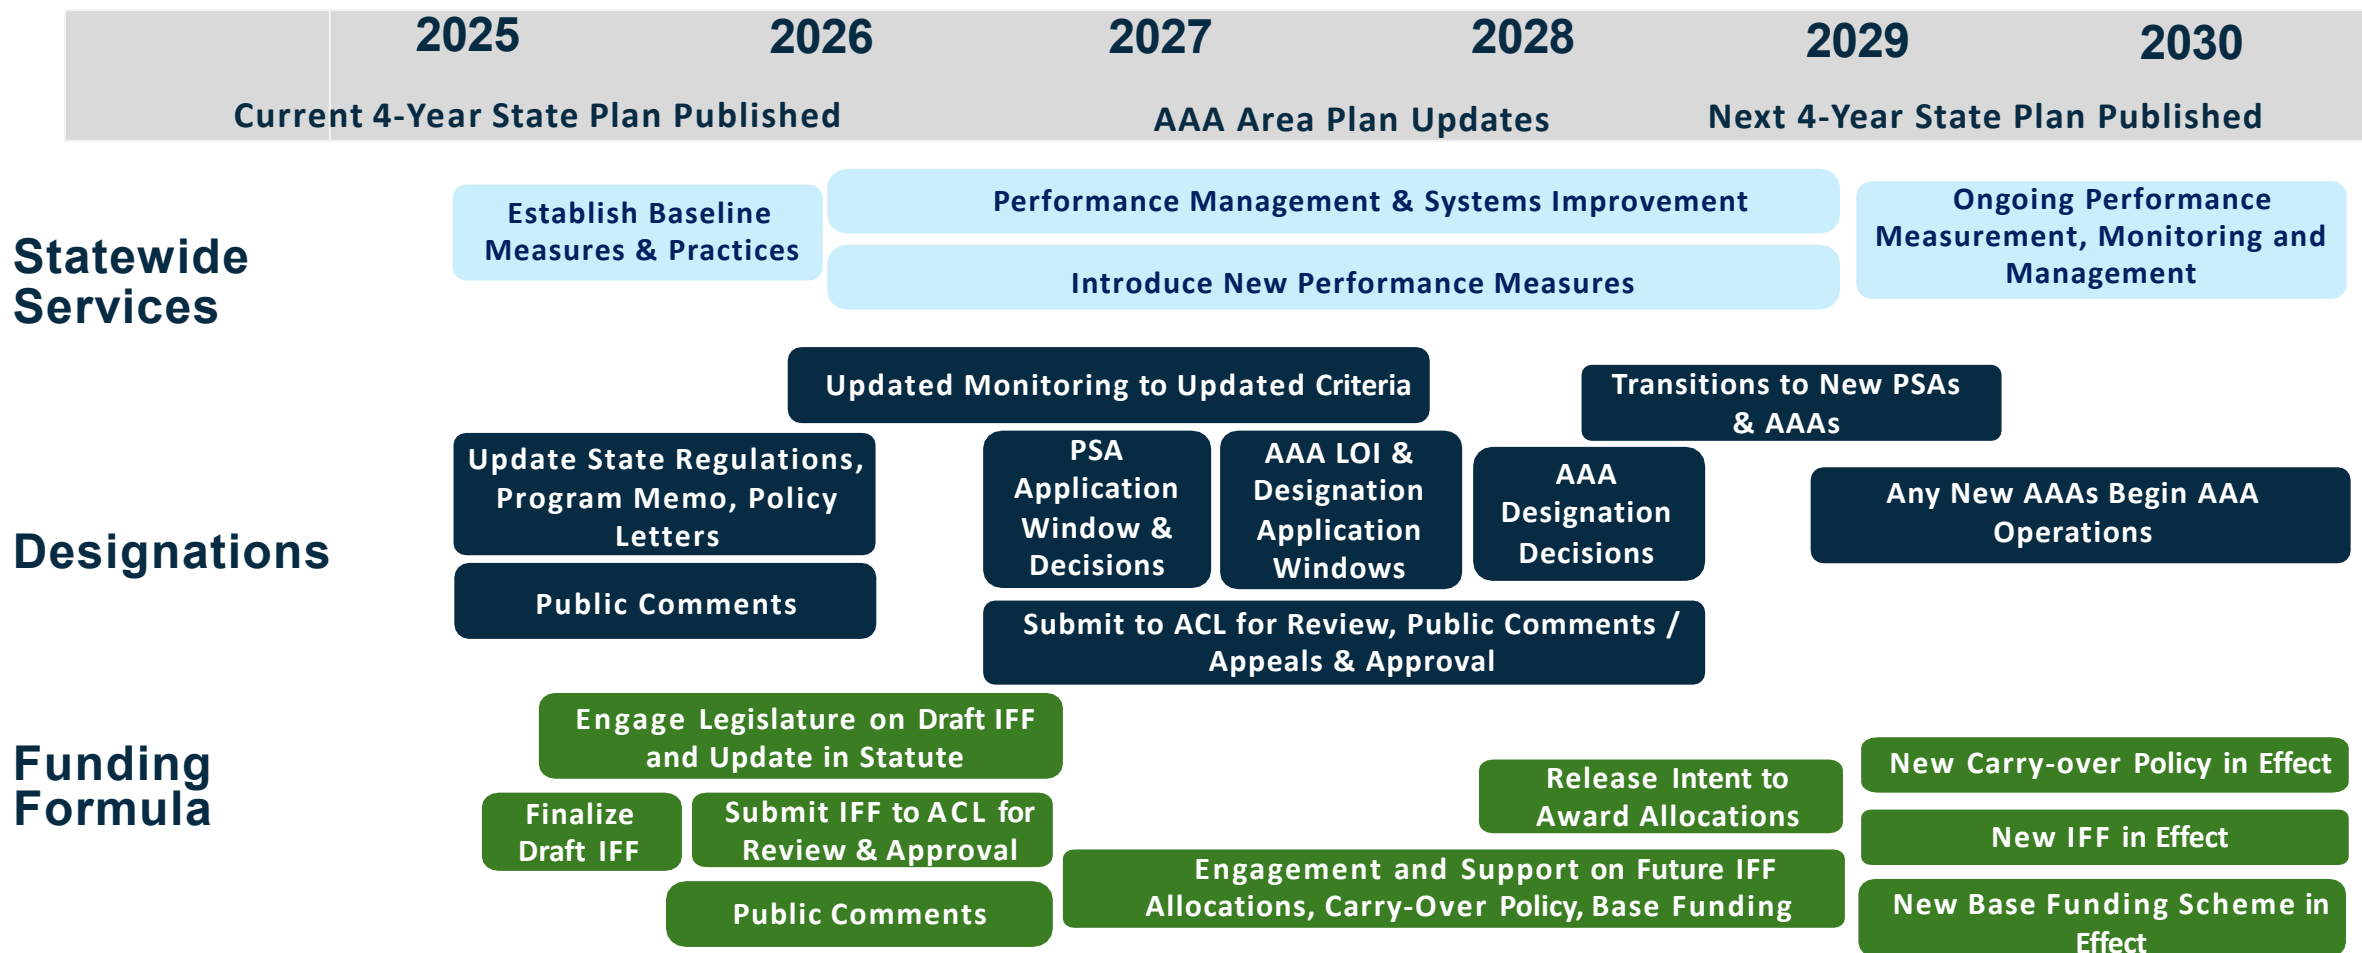 2025 2026 2027 2028 2029 2030
Current 4-Year State Plan Published
AAA Area Plan Updates
Next 4-Year State Plan Published
Statewide
Services
Establish Baseline
Measures & Practices
Performance Management & Systems Improvement
Introduce New Performance Measures
Ongoing Performance
Measurement, Monitoring and
Management
Designations
Updated Monitoring to Updated Criteria
Transitions to New PSAs
& AAAs
Update State Regulations,
Program Memo, Policy
Letters
PSA
Application
Window &
Decisions
AAA LOI &
Designation
Application
Windows
AAA
Designation
Decisions
Any New AAAs Begin AAA
Operations
Public Comments
Submit to ACL for Review, Public Comments /
Appeals & Approval
Funding
Formula
Engage Legislature on Draft IFF
and Update in Statute
Finalize
Draft IFF
Submit IFF to ACL for
Review & Approval
Public Comments
Release Intent to
Award Allocations
Engagement and Support on Future IFF
Allocations, Carry-Over Policy, Base Funding
New Carry-over Policy in Effect
New IFF in Effect
New Base Funding Scheme in
Effect